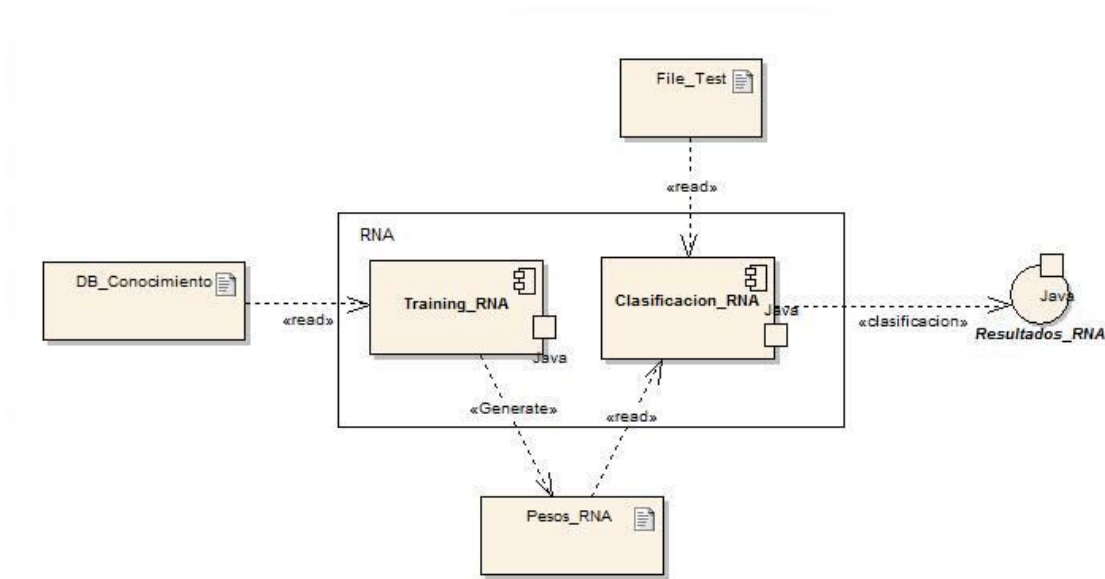 File_Test
«read»
RNA
DB_Conocimiento
«read»
Training_RNA
Java
Clasificacion_RNA
Java
«clasificacion»
Java
Resultados_RNA
«Generate»
«read»
Pesos_RNA